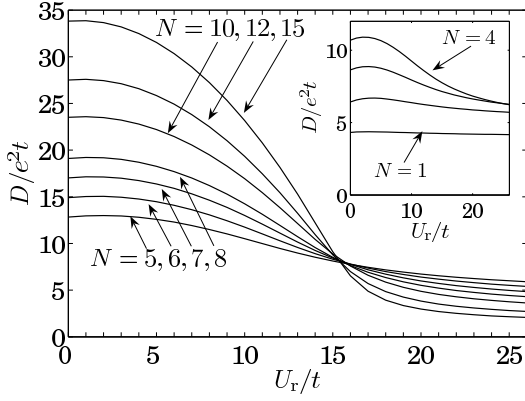 35
30
25
20
15
10
5
0
D/e²t
N = 10, 12, 15
N = 5, 6, 7, 8
0 5 10 15 20 25
U_r/t
10
5
0
D/e²t
N = 4
N = 1
0 10 20
U_r/t